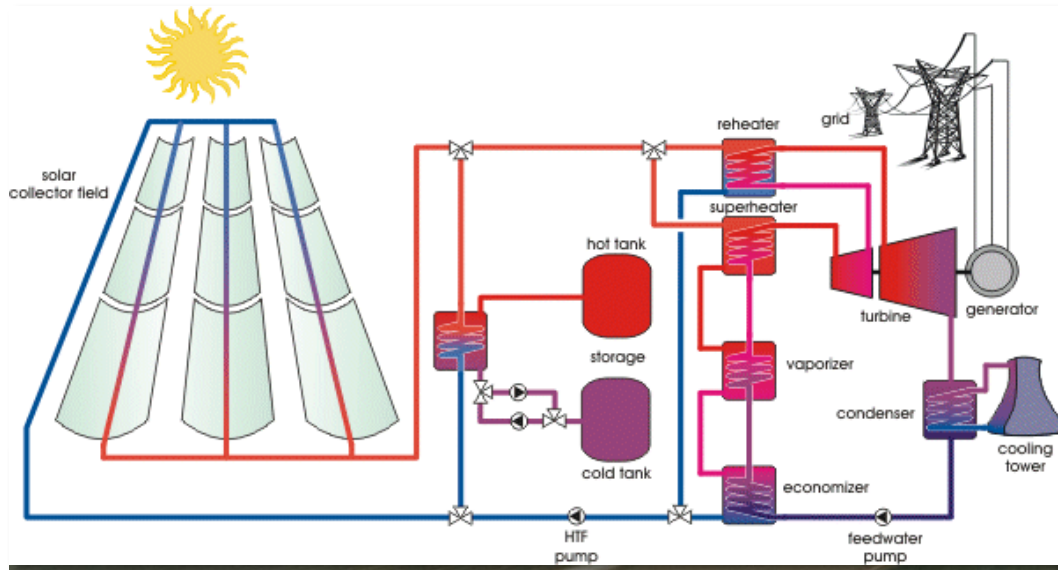 solar
collector field
reheater
grid
superheater
hot tank
storage
cold tank
vaporizer
economizer
turbine
generator
condenser
cooling
tower
HTF
pump
feedwater
pump